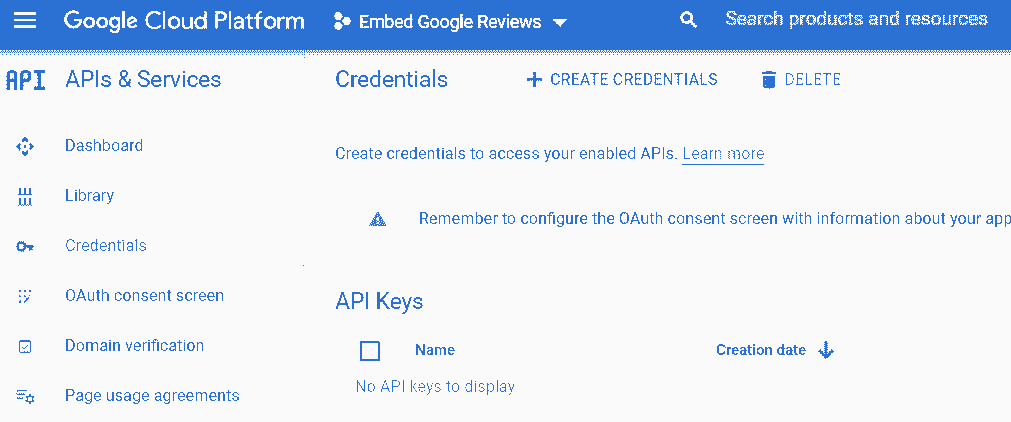 Google Cloud Platform Embed Google Reviews Search products and resources
API APIs & Services
Credentials + CREATE CREDENTIALS DELETE
Dashboard
Library
Credentials
OAuth consent screen
Domain verification
Page usage agreements
Create credentials to access your enabled APIs. Learn more
Remember to configure the OAuth consent screen with information about your app
API Keys
Name Creation date
No API keys to display